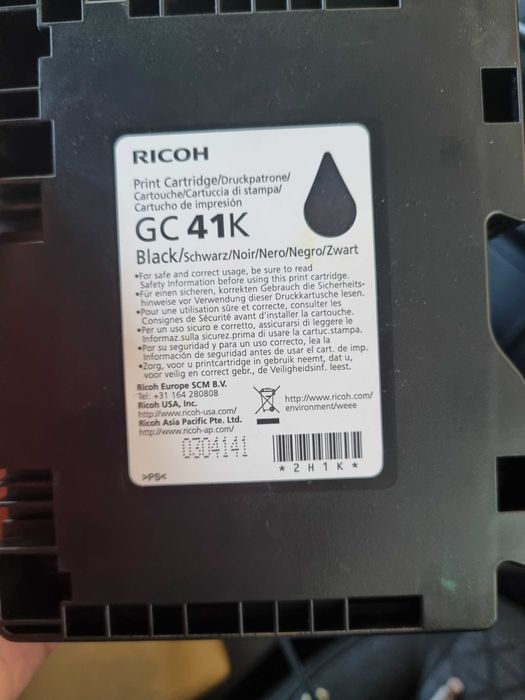 RICOH
Print Cartridge/Druckpatrone/
Cartouche/Cartuccia di stampa/
Cartucho de impresión
GC 41K
Black/Schwarz/Noir/Nero/Negro/Zwart
•For safe and correct usage, be sure to read
Safety Information before using this print cartridge.
•Für einen sicheren, korrekten Gebrauch die Sicherheits-
hinweise vor Verwendung dieser Druckkartusche lesen.
•Pour une utilisation sûre et correcte, consulter les
Consignes de Sécurité avant d'installer la cartouche.
•Per un uso sicuro e corretto, assicurarsi di leggere le
Informaz.sulla sicurez.prima di usare la cartuc.stampa.
•Por su seguridad y para un uso correcto, lea la
Información de seguridad antes de usar el cart. de imp.
•Zorg, voor u printcartridge in gebruik neemt, dat u,
voor veilig en correct gebr., de Veiligheidsinf. leest.
Ricoh Europe SCM B.V.
Tel: +31 164 280808
Ricoh USA, Inc.
http://www.ricoh-usa.com/
Ricoh Asia Pacific Pte. Ltd.
http://www.ricoh-ap.com/
http://www.ricoh.com/
environment/weee
0304141
*2H1K*
>PS<